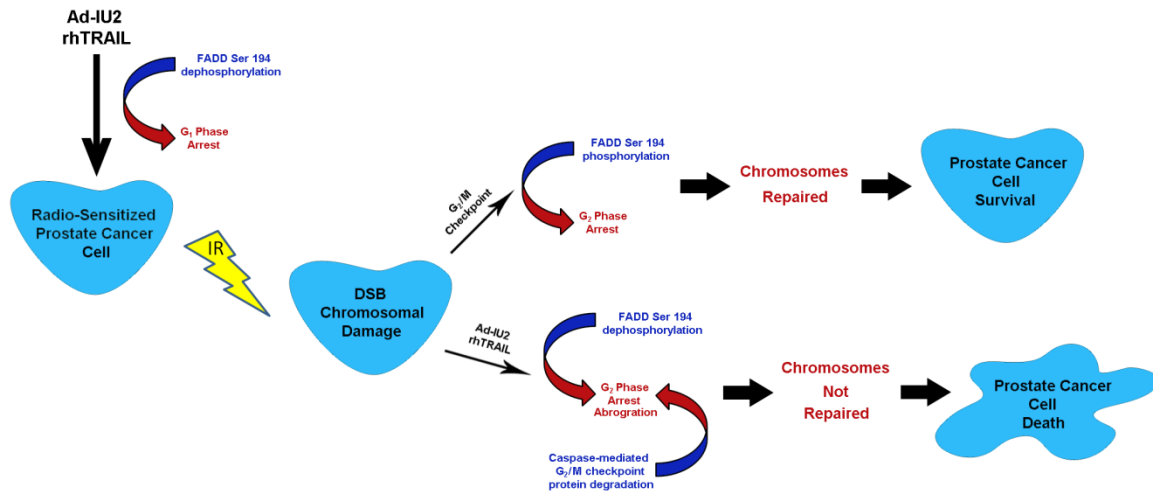 Ad-IU2
rhTRAIL
FADD Ser 194
dephosphorylation
G₁ Phase
Arrest
Radio-Sensitized
Prostate Cancer
Cell
IR
DSB
Chromosomal
Damage
G₂/M
Checkpoint
FADD Ser 194
phosphorylation
G₂ Phase
Arrest
Chromosomes
Repaired
Prostate Cancer
Cell
Survival
Ad-IU2
rhTRAIL
FADD Ser 194
dephosphorylation
G₂ Phase
Arrest
Abrogration
Caspase-mediated
G₂/M checkpoint
protein degradation
Chromosomes
Not
Repaired
Prostate Cancer
Cell
Death